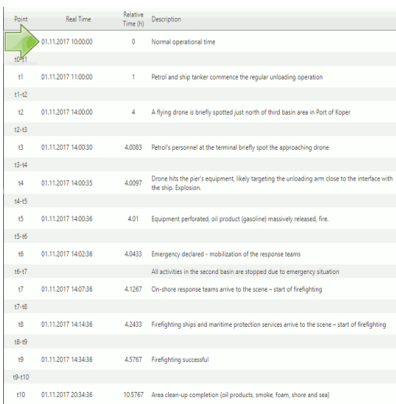 Point Real Time Relative Time (h) Description
01.11.2017 10:00:00 0 Normal operational time
t0-t1
t1 01.11.2017 11:00:00 1 Petrol and ship tanker commence the regular unloading operation
t1-t2
t2 01.11.2017 14:00:00 4 A flying drone is briefly spotted just north of third basin area in Port of Koper
t2-t3
t3 01.11.2017 14:00:30 4.0083 Petrol's personnel at the terminal briefly spot the approaching drone
t3-t4
t4 01.11.2017 14:00:35 4.0097 Drone hits the pier's equipment, likely targeting the unloading arm close to the interface with
the ship. Explosion.
t4-t5
t5 01.11.2017 14:00:36 4.01 Equipment perforated, oil product (gasoline) massively released, fire.
t5-t6
t6 01.11.2017 14:02:36 4.0433 Emergency declared - mobilization of the response teams
t6-t7 All activities in the second basin are stopped due to emergency situation
t7 01.11.2017 14:07:36 4.1267 On-shore response teams arrive to the scene – start of firefighting
t7-t8
t8 01.11.2017 14:14:36 4.2433 Firefighting ships and maritime protection services arrive to the scene – start of firefighting
t8-t9
t9 01.11.2017 14:34:36 4.5767 Firefighting successful
t9-t10
t10 01.11.2017 20:34:36 10.5767 Area clean-up completion (oil products, smoke, foam, shore and sea)